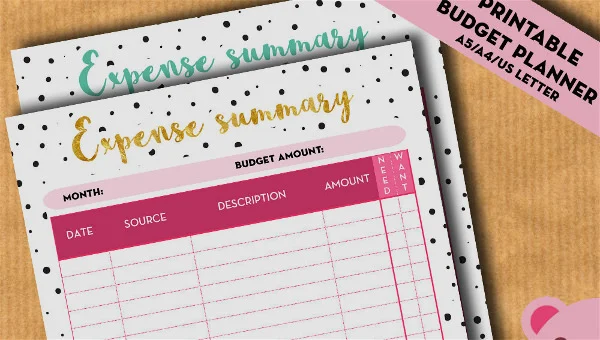 PRINTABLE
BUDGET PLANNER
A5/A4/US LETTER
Expense summary
Expense summary
MONTH:
BUDGET AMOUNT:
DATE SOURCE DESCRIPTION AMOUNT NEED WANT